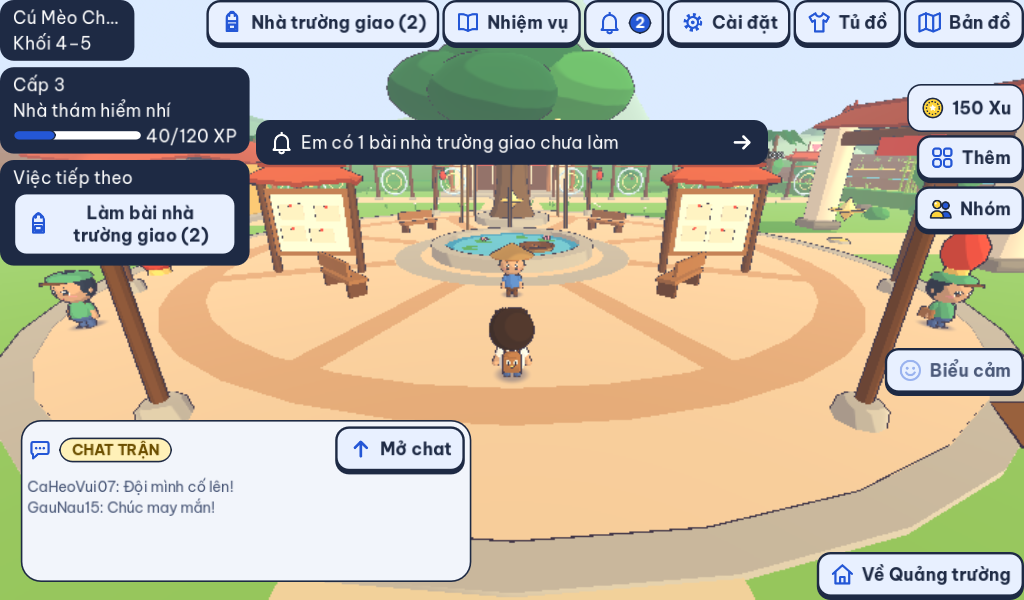 Cú Mèo Ch...
Khối 4-5
Nhà trường giao (2)
Nhiệm vụ
2
Cài đặt
Tủ đồ
Bản đồ
Cấp 3
Nhà thám hiểm nhí
40/120 XP
Em có 1 bài nhà trường giao chưa làm
150 Xu
Thêm
Nhóm
Việc tiếp theo
Làm bài nhà
trường giao (2)
Biểu cảm
CHAT TRẬN
Mở chat
CaHeoVui07: Đội mình cố lên!
GauNau15: Chúc may mắn!
Về Quảng trường